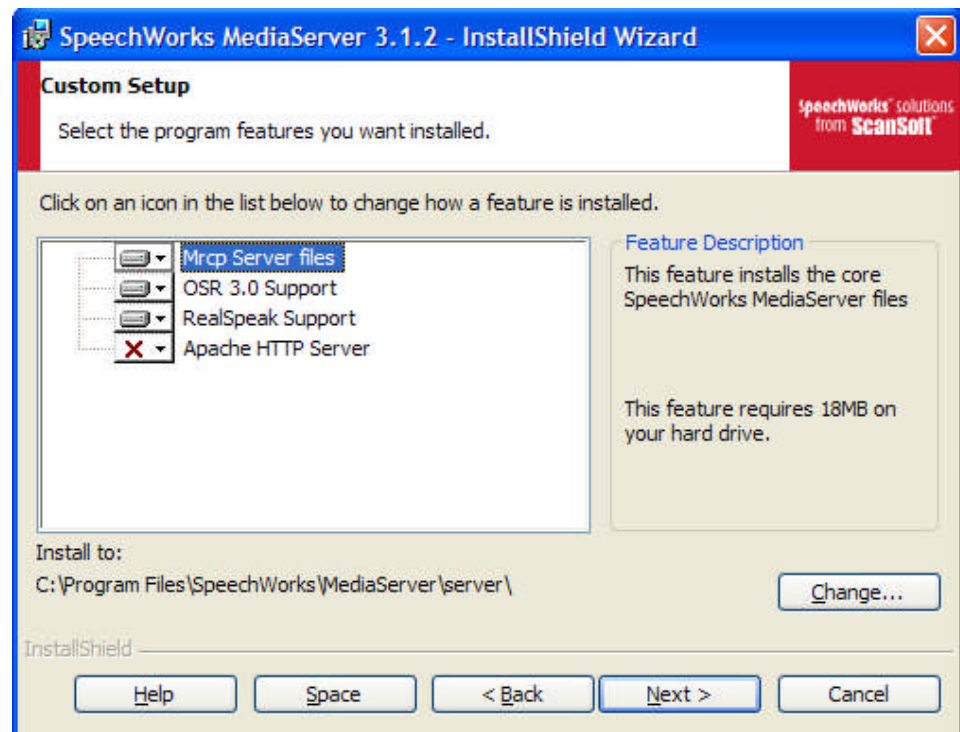 SpeechWorks MediaServer 3.1.2 - InstallShield Wizard
Custom Setup
Select the program features you want installed.
SpeechWorks™ solutions
from ScanSoft™
Click on an icon in the list below to change how a feature is installed.
Mrcp Server files
OSR 3.0 Support
RealSpeak Support
Apache HTTP Server
Feature Description
This feature installs the core
SpeechWorks MediaServer files
This feature requires 18MB on
your hard drive.
Install to:
C:\Program Files\SpeechWorks\MediaServer\server\
Change...
InstallShield
Help
Space
< Back
Next >
Cancel